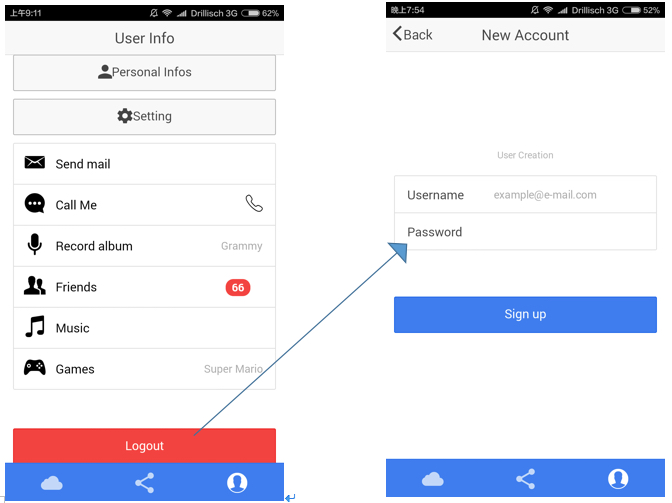 上午9:11 Drillisch 3G 62%
User Info
Personal Infos
Setting
Send mail
Call Me
Record album Grammy
Friends 66
Music
Games Super Mario
Logout
晚上7:54 Drillisch 3G 52%
Back New Account
User Creation
Username example@e-mail.com
Password
Sign up